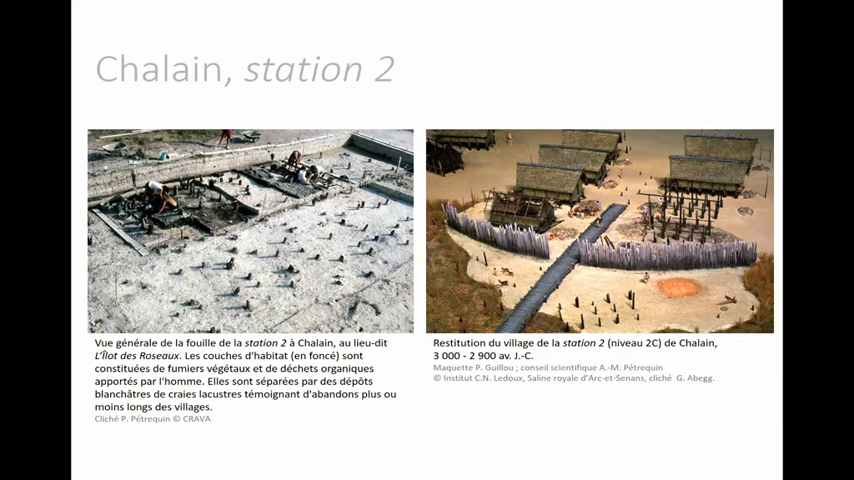 Chalain, station 2
Vue générale de la fouille de la station 2 à Chalain, au lieu-dit
L'Îlot des Roseaux. Les couches d'habitat (en foncé) sont
constituées de fumiers végétaux et de déchets organiques
apportés par l'homme. Elles sont séparées par des dépôts
blanchâtres de craies lacustres témoignant d'abandons plus ou
moins longs des villages.
Cliché P. Pétrequin © CRAVA
Restitution du village de la station 2 (niveau 2C) de Chalain,
3 000 - 2 900 av. J.-C.
Maquette P. Guillou ; conseil scientifique A.-M. Pétrequin
© Institut C.N. Ledoux, Saline royale d'Arc-et-Senans, cliché G. Abegg.